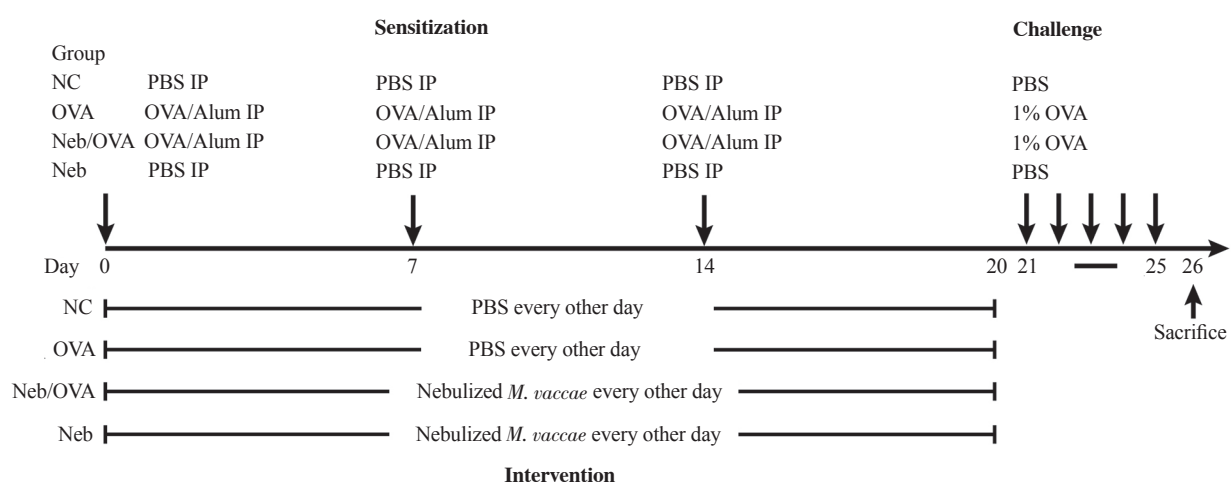 Sensitization Challenge
Group
NC PBS IP PBS IP PBS IP PBS
OVA OVA/Alum IP OVA/Alum IP OVA/Alum IP 1% OVA
Neb/OVA OVA/Alum IP OVA/Alum IP OVA/Alum IP 1% OVA
Neb PBS IP PBS IP PBS IP PBS
Day 0 7 14 20 21 25 26
NC PBS every other day
Sacrifice
OVA PBS every other day
Neb/OVA Nebulized M. vaccae every other day
Neb Nebulized M. vaccae every other day
Intervention